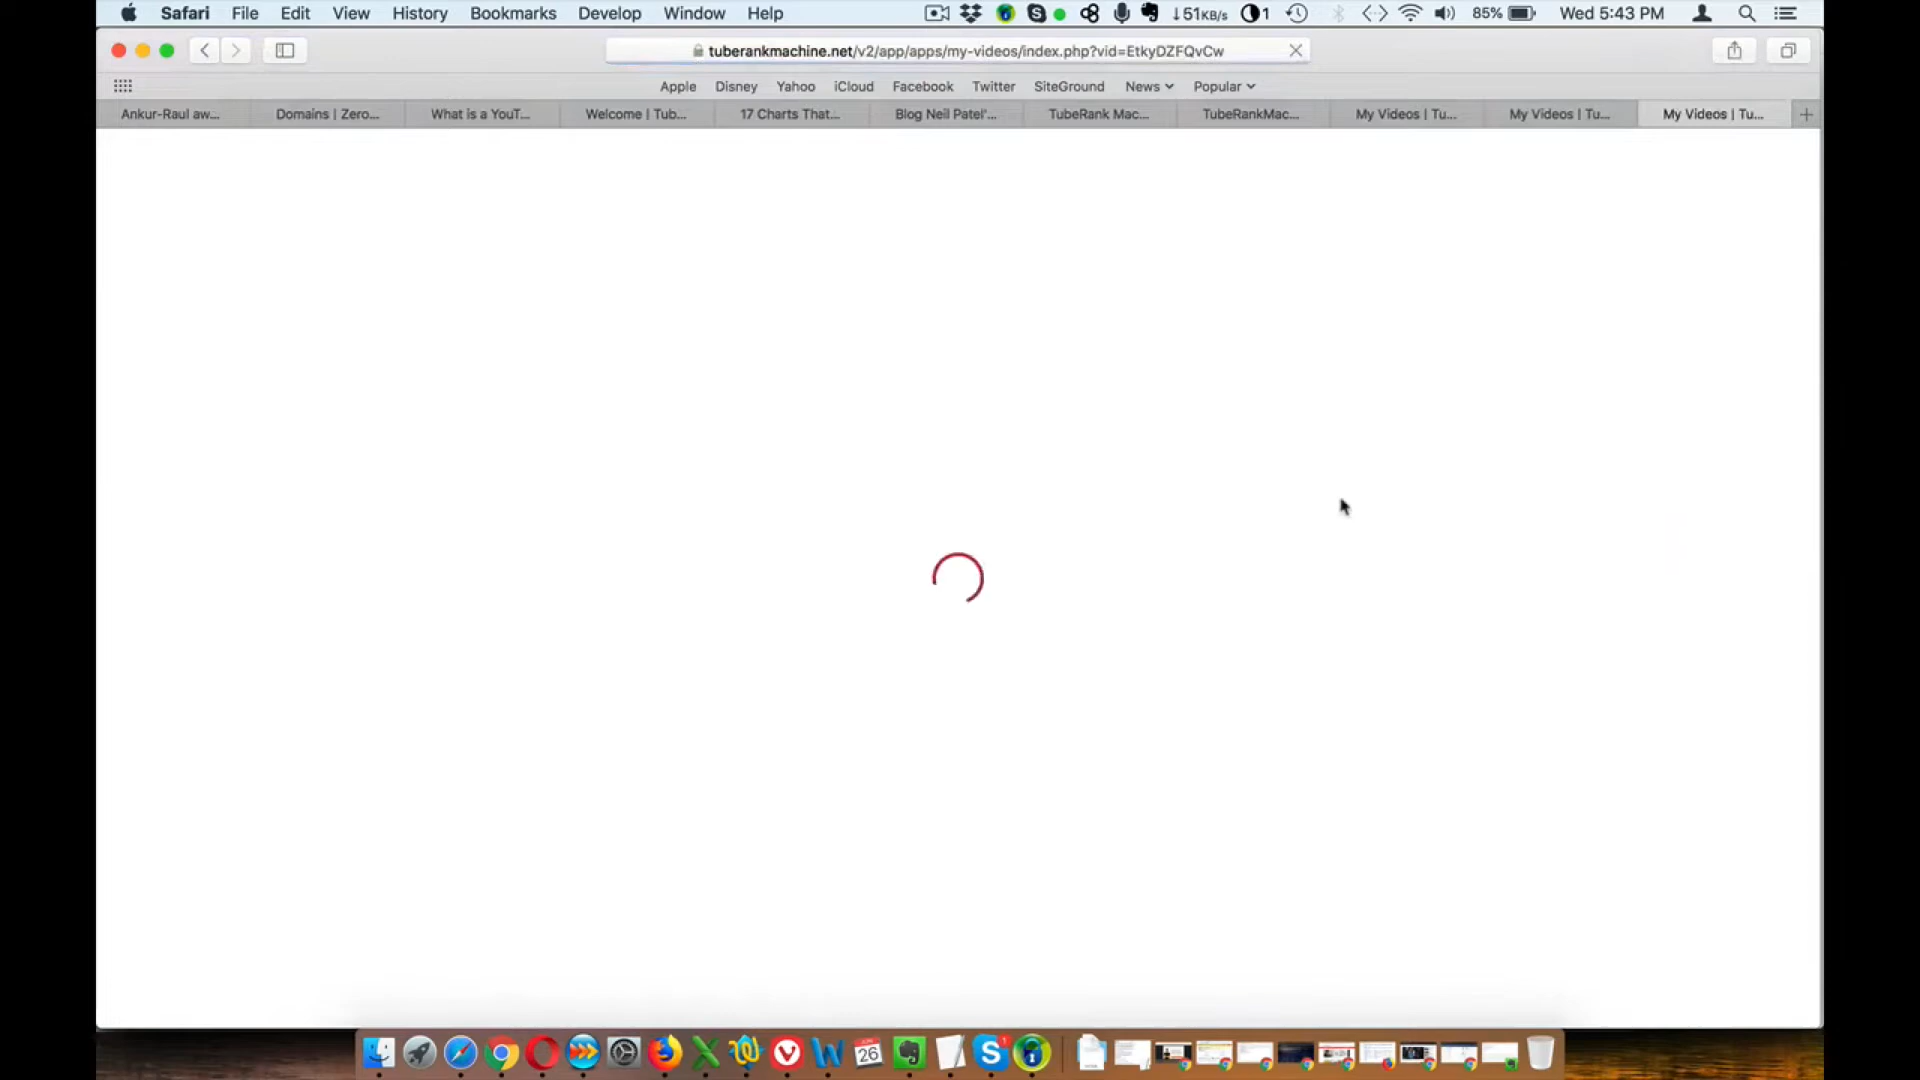 Safari File Edit View History Bookmarks Develop Window Help ↓51KB/s 1 85% Wed 5:43 PM
tuberankmachine.net/v2/app/apps/my-videos/index.php?vid=EtkyDZFQvCw
Apple Disney Yahoo iCloud Facebook Twitter SiteGround News Popular
Ankur-Raul aw... Domains | Zero... What is a YouT... Welcome | Tub... 17 Charts That... Blog Neil Patel'... TubeRank Mac... TubeRankMac... My Videos | Tu... My Videos | Tu... My Videos | Tu...
JUN
26